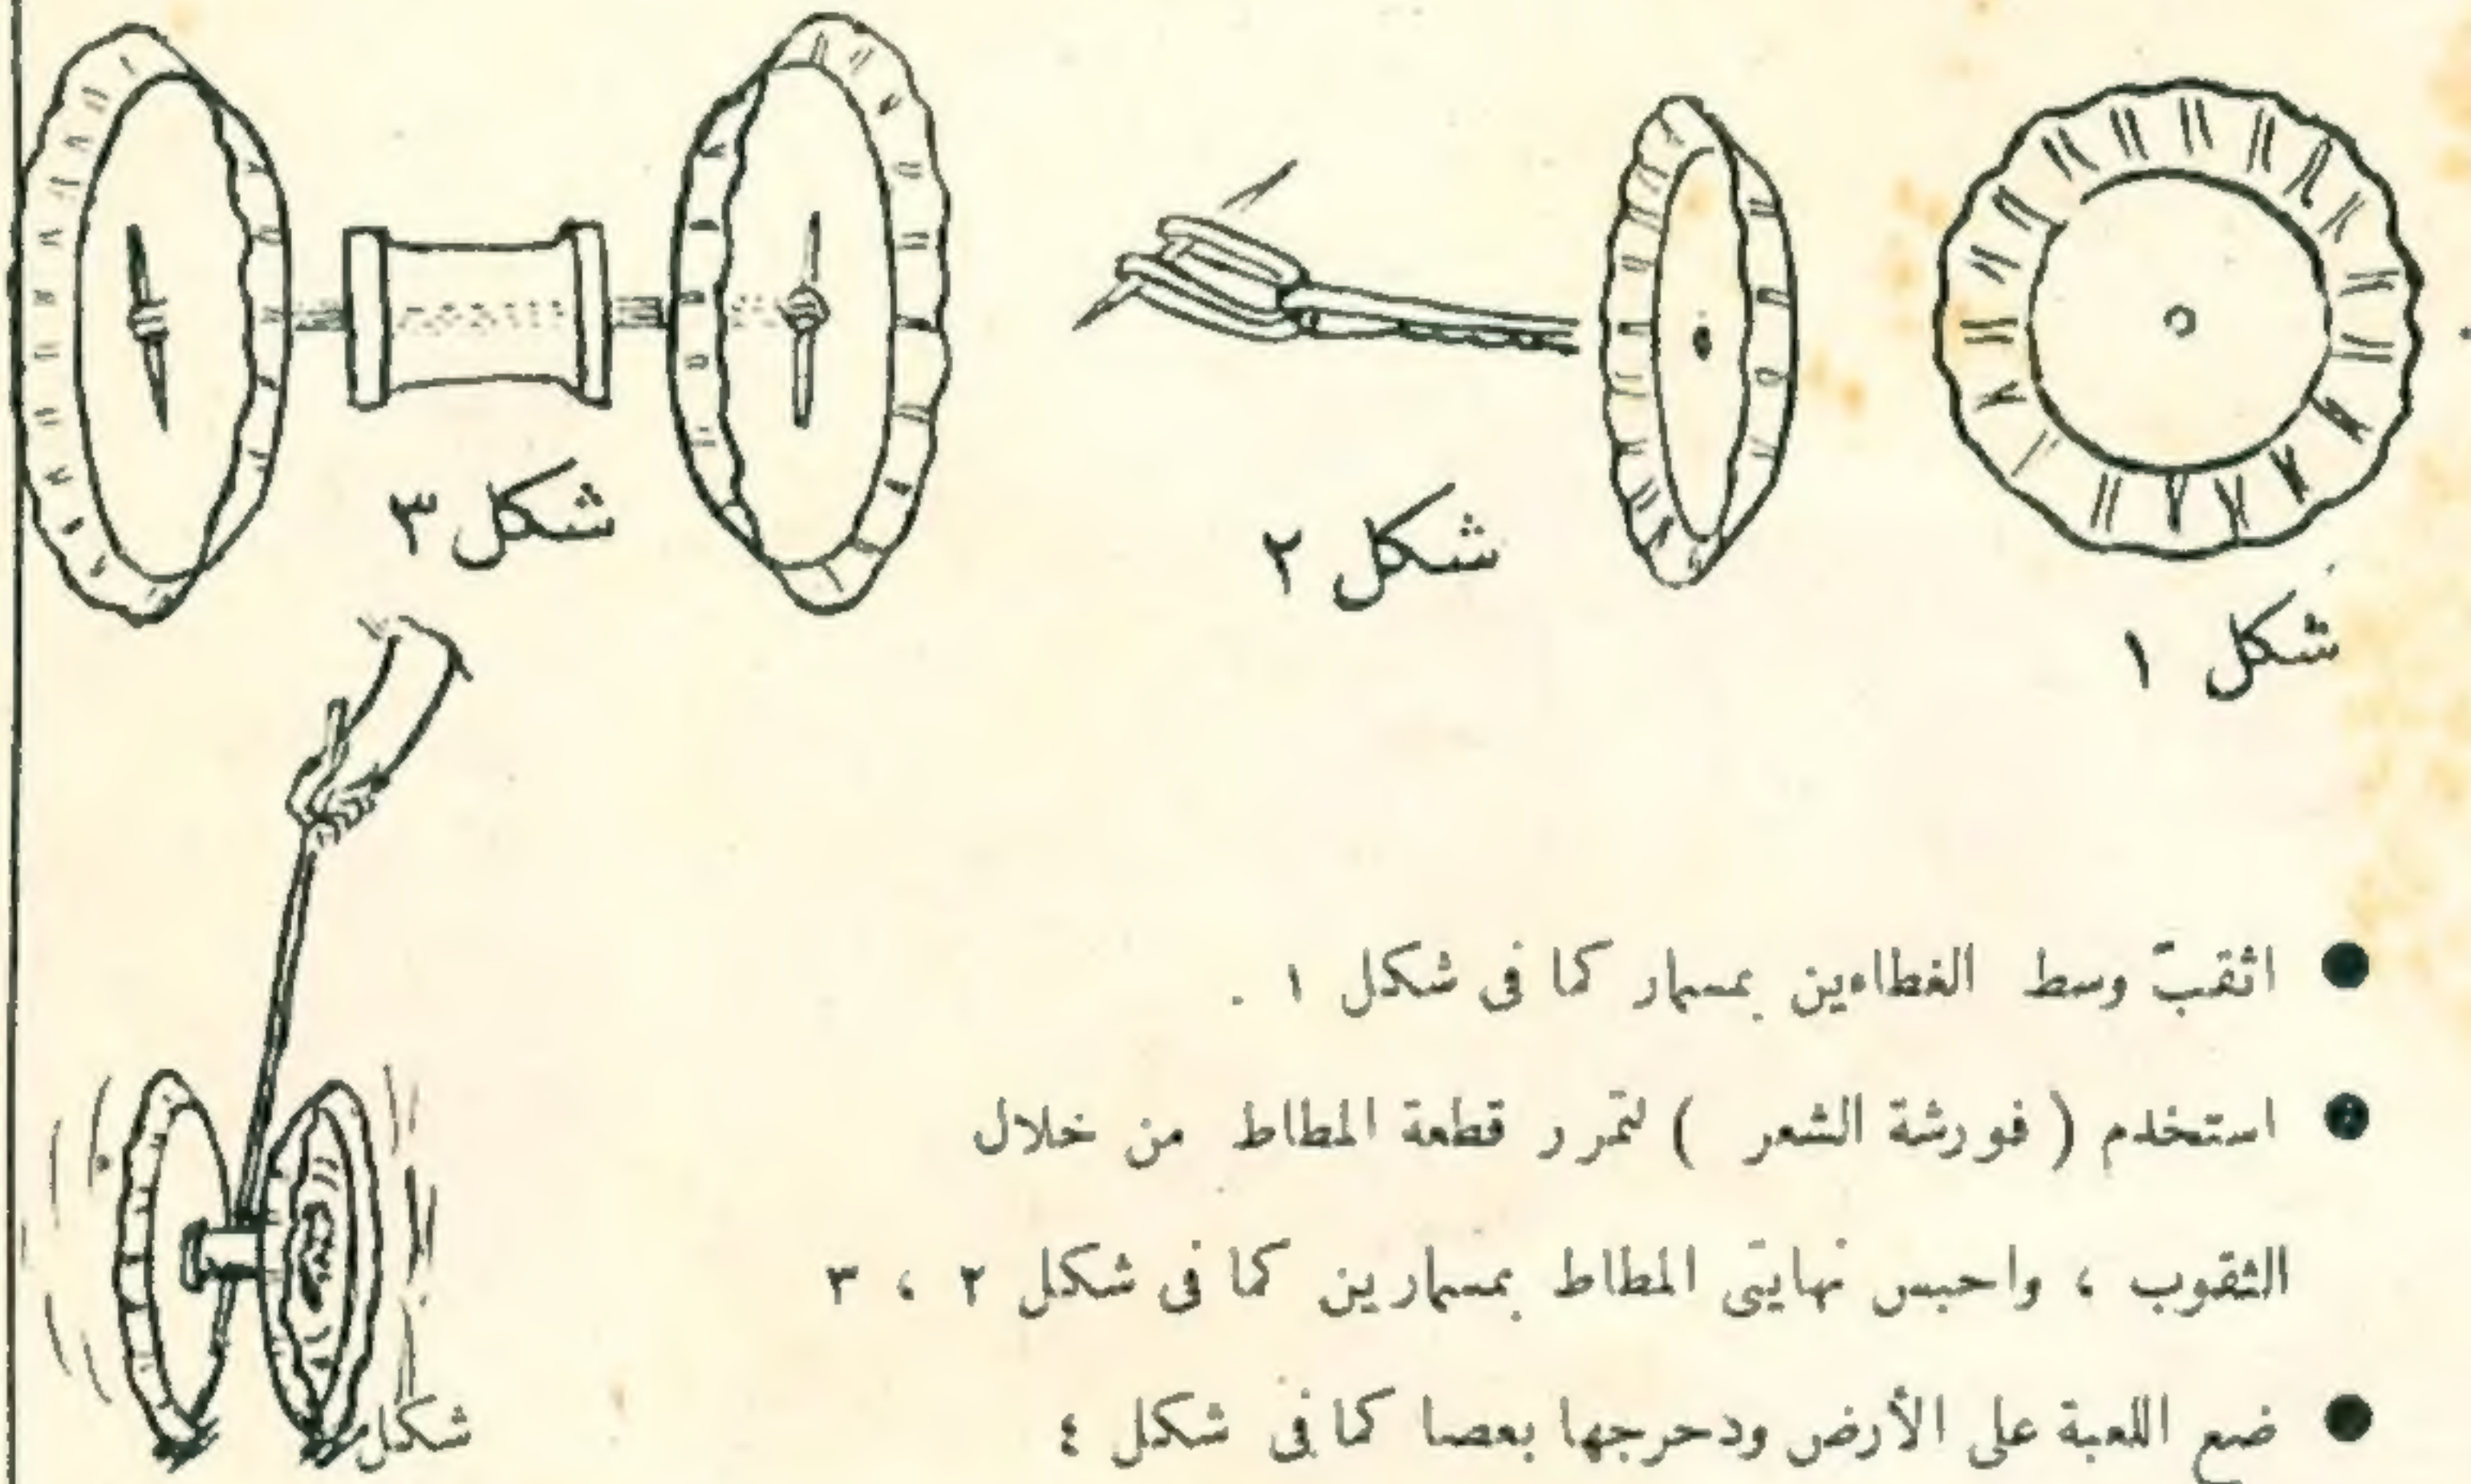 شكل ١
شكل ٢
شكل ٣
● اثقب وسط الغطاءين بمسمار كما فى شكل ١ .
● استخدم ( فورشة الشعر ) لتمرر قطعة المطاط من خلال
الثقوب ، واحبس نهايتى المطاط بمسمارين كما فى شكل ٢ ، ٣
● ضع اللعبة على الأرض ودحرجها بعصا كما فى شكل ٤
شكل